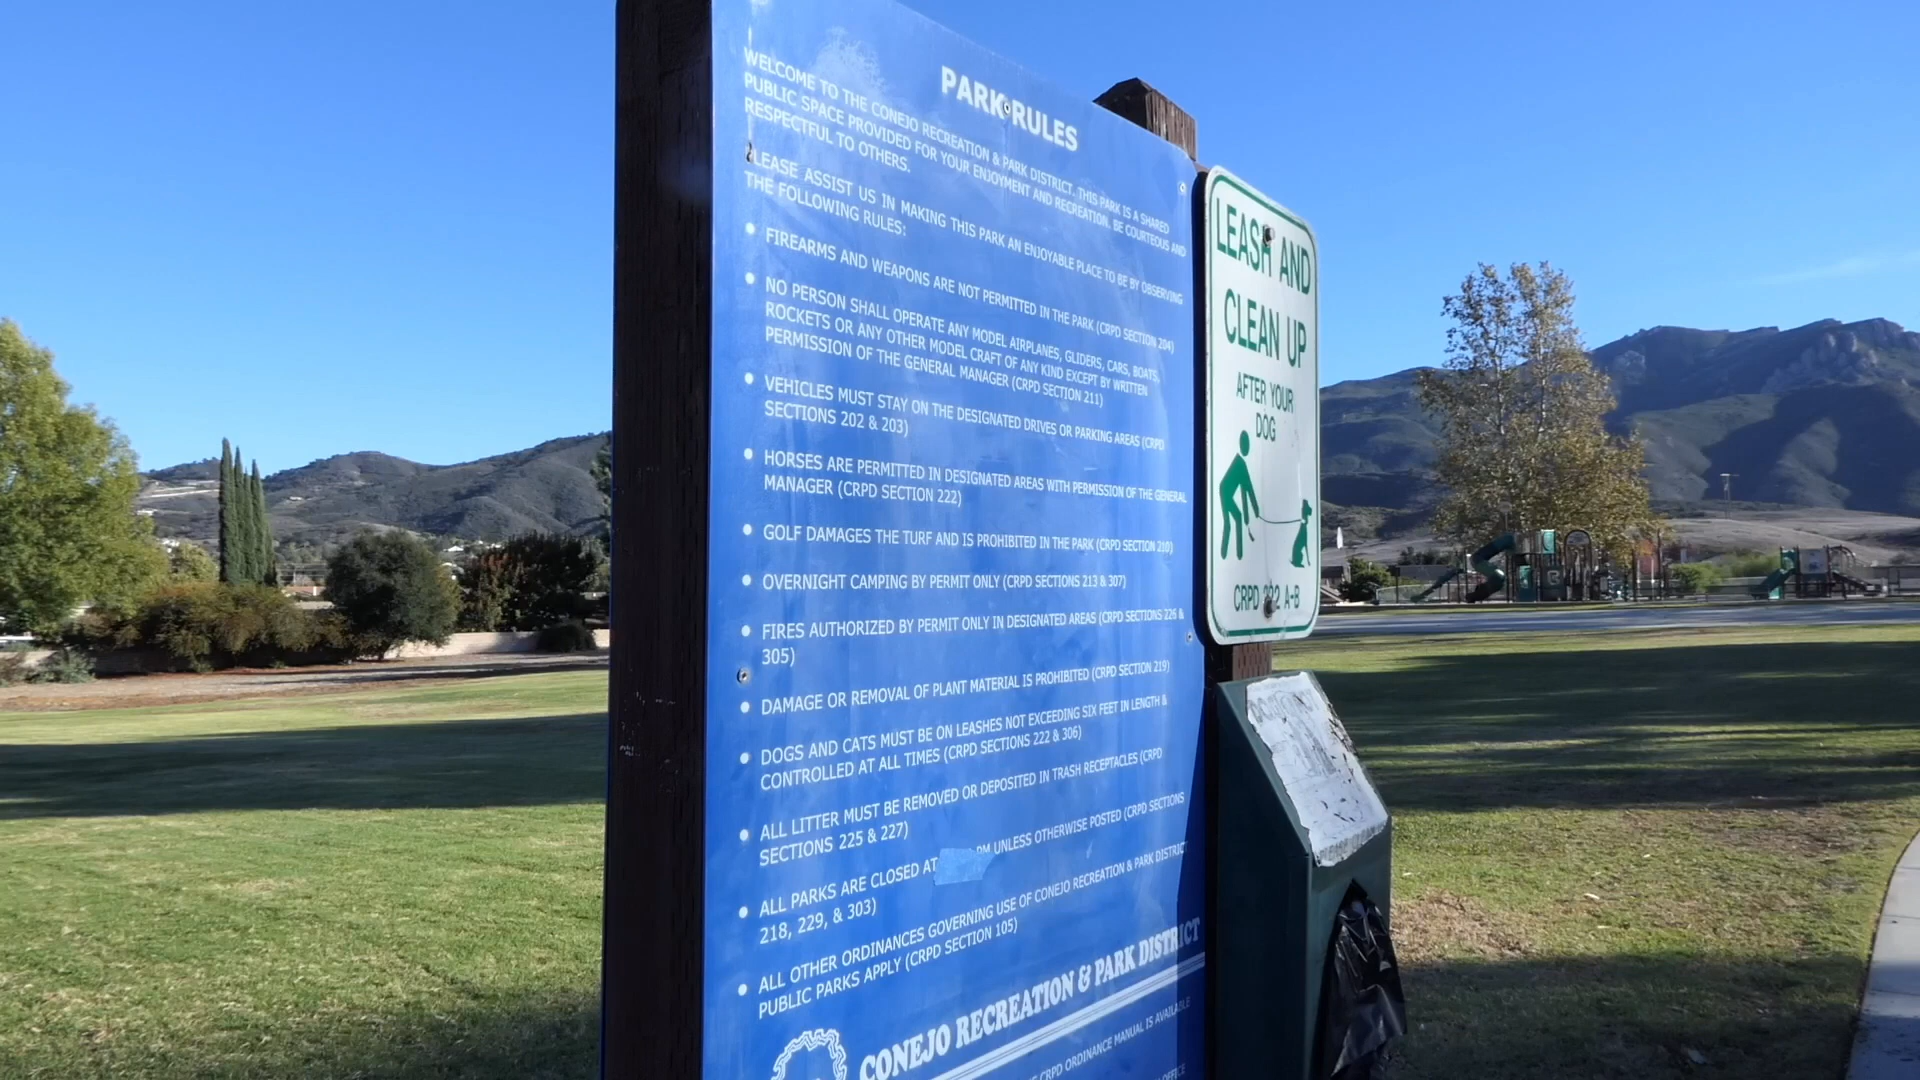 PARK RULES
WELCOME TO THE CONEJO RECREATION & PARK DISTRICT. THIS PARK IS A SHARED
PUBLIC SPACE PROVIDED FOR YOUR ENJOYMENT AND RECREATION. BE COURTEOUS AND
RESPECTFUL TO OTHERS.
PLEASE ASSIST US IN MAKING THIS PARK AN ENJOYABLE PLACE TO BE BY OBSERVING
THE FOLLOWING RULES:
• FIREARMS AND WEAPONS ARE NOT PERMITTED IN THE PARK (CRPD SECTION 204)
• NO PERSON SHALL OPERATE ANY MODEL AIRPLANES, GLIDERS, CARS, BOATS,
ROCKETS OR ANY OTHER MODEL CRAFT OF ANY KIND EXCEPT BY WRITTEN
PERMISSION OF THE GENERAL MANAGER (CRPD SECTION 211)
• VEHICLES MUST STAY ON THE DESIGNATED DRIVES OR PARKING AREAS (CRPD
SECTIONS 202 & 203)
• HORSES ARE PERMITTED IN DESIGNATED AREAS WITH PERMISSION OF THE GENERAL
MANAGER (CRPD SECTION 222)
• GOLF DAMAGES THE TURF AND IS PROHIBITED IN THE PARK (CRPD SECTION 210)
• OVERNIGHT CAMPING BY PERMIT ONLY (CRPD SECTIONS 213 & 307)
• FIRES AUTHORIZED BY PERMIT ONLY IN DESIGNATED AREAS (CRPD SECTIONS 226 &
305)
• DAMAGE OR REMOVAL OF PLANT MATERIAL IS PROHIBITED (CRPD SECTION 219)
• DOGS AND CATS MUST BE ON LEASHES NOT EXCEEDING SIX FEET IN LENGTH &
CONTROLLED AT ALL TIMES (CRPD SECTIONS 222 & 306)
• ALL LITTER MUST BE REMOVED OR DEPOSITED IN TRASH RECEPTACLES (CRPD
SECTIONS 225 & 227)
• ALL PARKS ARE CLOSED AT PM UNLESS OTHERWISE POSTED (CRPD SECTIONS
218, 229, & 303)
• ALL OTHER ORDINANCES GOVERNING USE OF CONEJO RECREATION & PARK DISTRICT
PUBLIC PARKS APPLY (CRPD SECTION 105)
CONEJO RECREATION & PARK DISTRICT
CRPD ORDINANCE MANUAL IS AVAILABLE
OFFICE
LEASH AND
CLEAN UP
AFTER YOUR
DOG
CRPD A-B